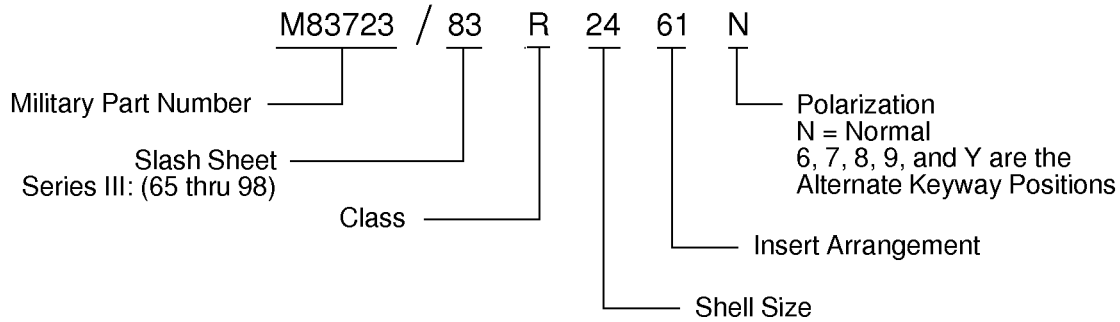 M83723 / 83 R 24 61 N
Military Part Number
Polarization
N = Normal
6, 7, 8, 9, and Y are the
Alternate Keyway Positions
Slash Sheet
Series III: (65 thru 98)
Class
Insert Arrangement
Shell Size